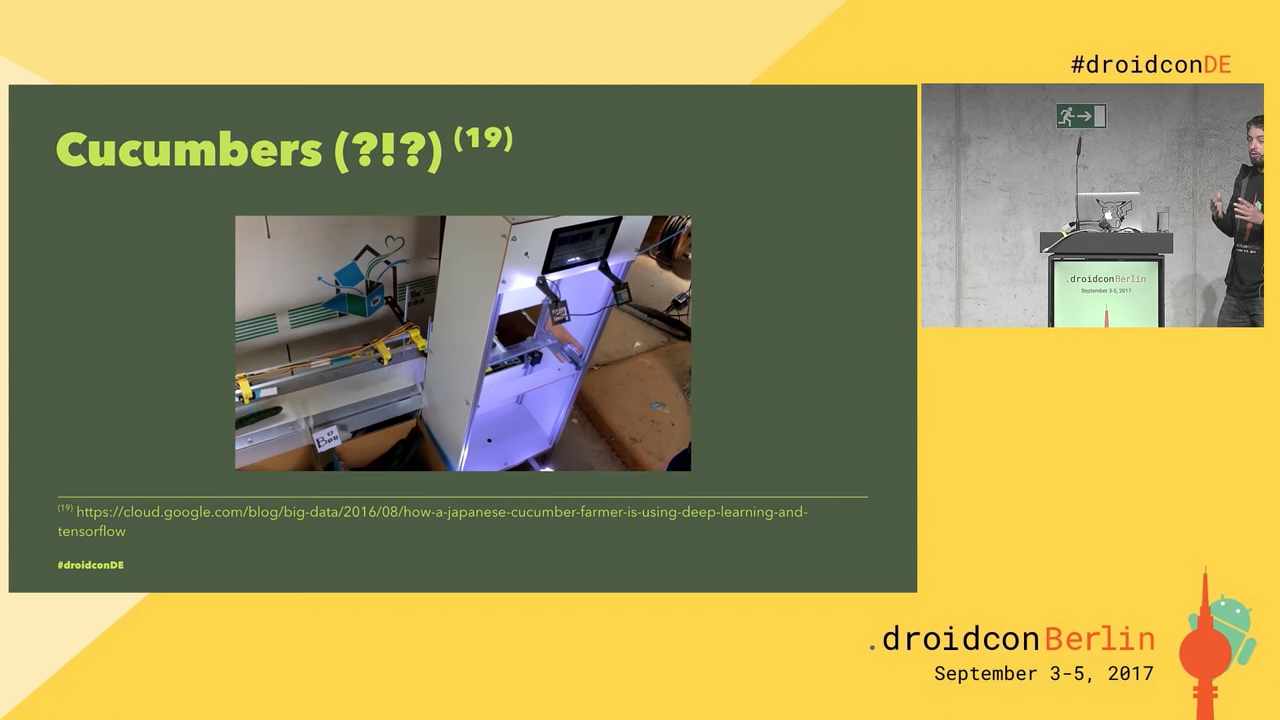 #droidconDE
Cucumbers (?!?) (19)
Bon
.droidconBerlin
September 3-5, 2017
(19) https://cloud.google.com/blog/big-data/2016/08/how-a-japanese-cucumber-farmer-is-using-deep-learning-and-
tensorflow
#droidconDE
.droidconBerlin
September 3-5, 2017